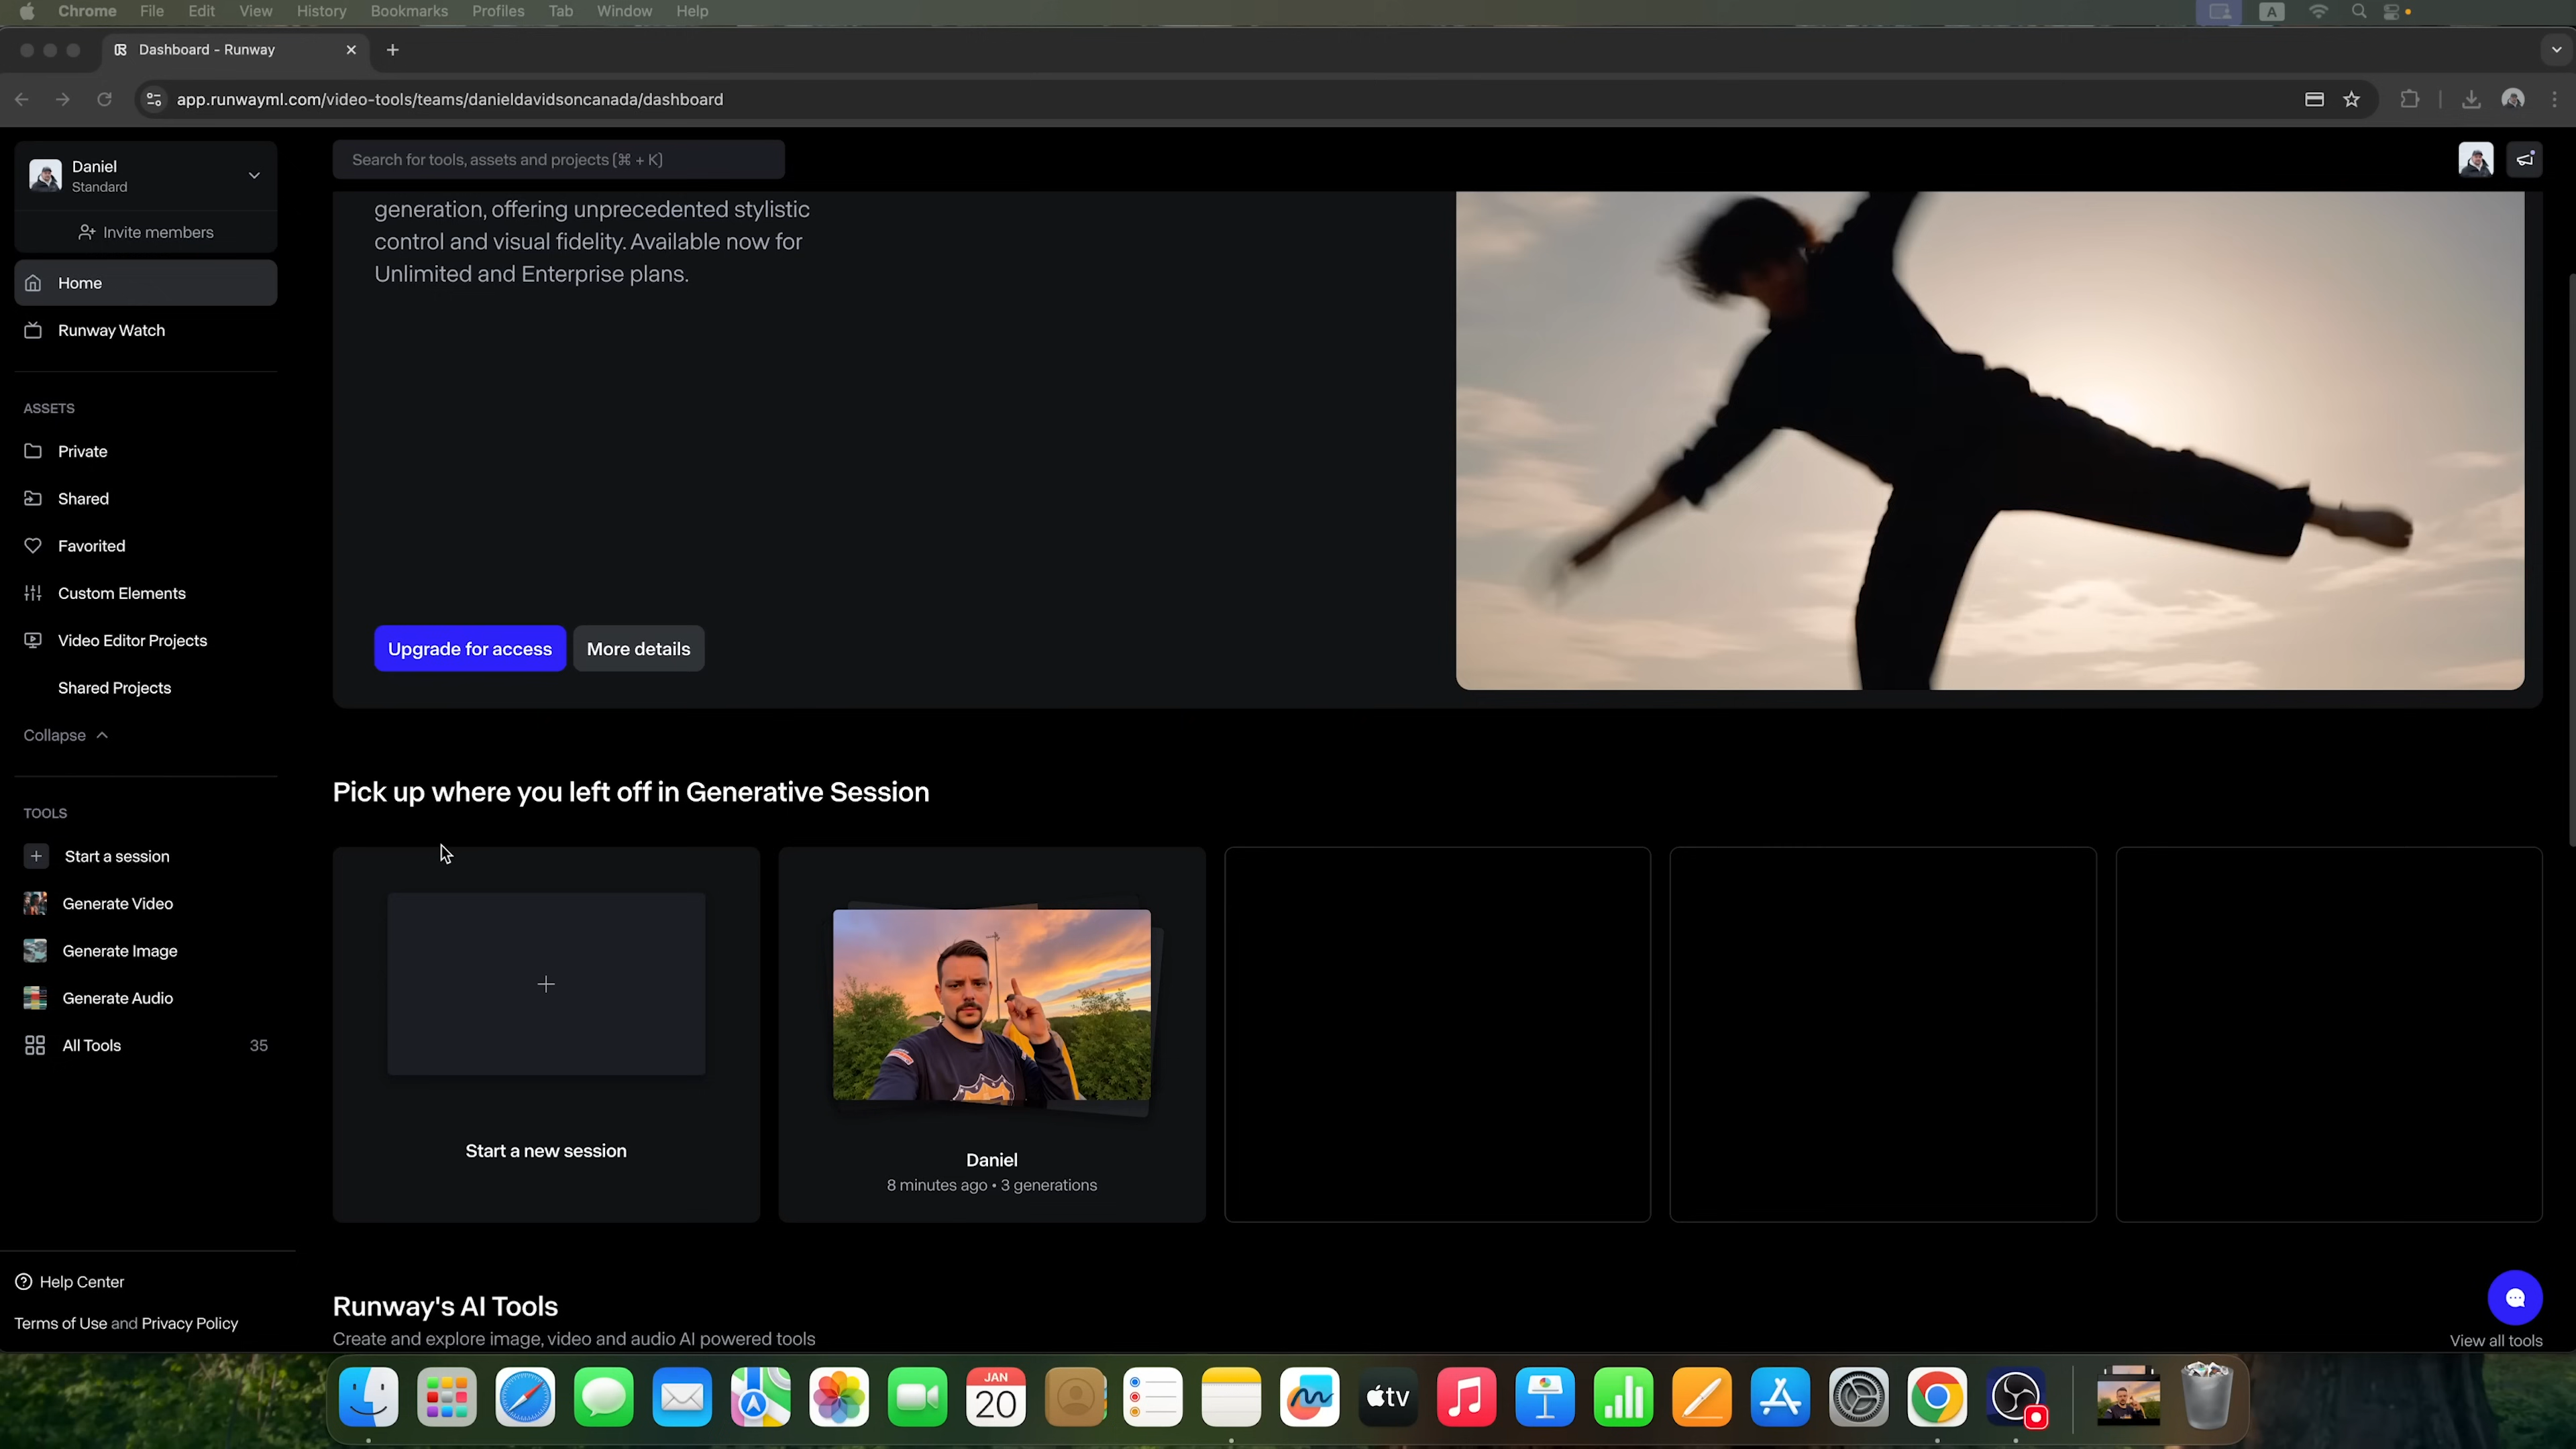 Chrome File Edit View History Bookmarks Profiles Tab Window Help
A
Dashboard - Runway
app.runwayml.com/video-tools/teams/danieldavidsoncanada/dashboard
Daniel
Standard
Invite members
Home
Runway Watch
ASSETS
Private
Shared
Favorited
Custom Elements
Video Editor Projects
Shared Projects
Collapse
TOOLS
Start a session
Generate Video
Generate Image
Generate Audio
All Tools 35
Help Center
Terms of Use and Privacy Policy
Search for tools, assets and projects (⌘ + K)
generation, offering unprecedented stylistic
control and visual fidelity. Available now for
Unlimited and Enterprise plans.
Upgrade for access More details
Pick up where you left off in Generative Session
Start a new session
Daniel
8 minutes ago • 3 generations
Runway's AI Tools
Create and explore image, video and audio AI powered tools
View all tools
JAN
20
tv